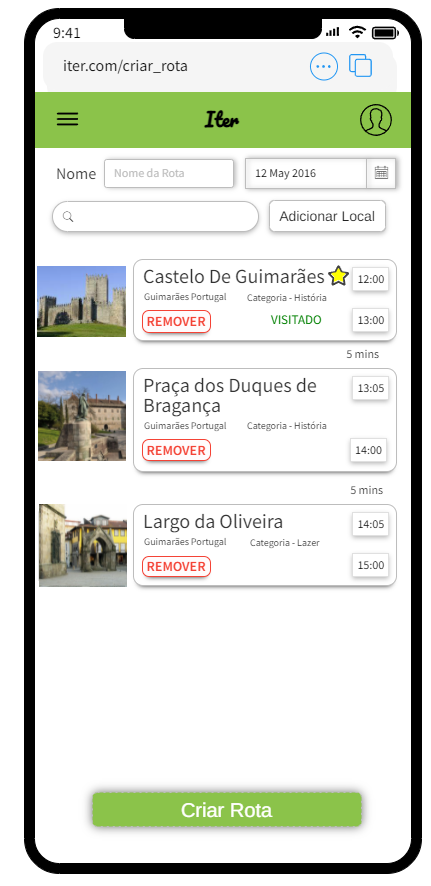 9:41
iter.com/criar_rota
Iter
Nome Nome da Rota 12 May 2016
Adicionar Local
Castelo De Guimarães 12:00
Guimarães Portugal Categoria - História
REMOVER VISITADO 13:00
5 mins
Praça dos Duques de 13:05
Bragança
Guimarães Portugal Categoria - História
REMOVER 14:00
5 mins
Largo da Oliveira 14:05
Guimarães Portugal Categoria - Lazer
REMOVER 15:00
Criar Rota